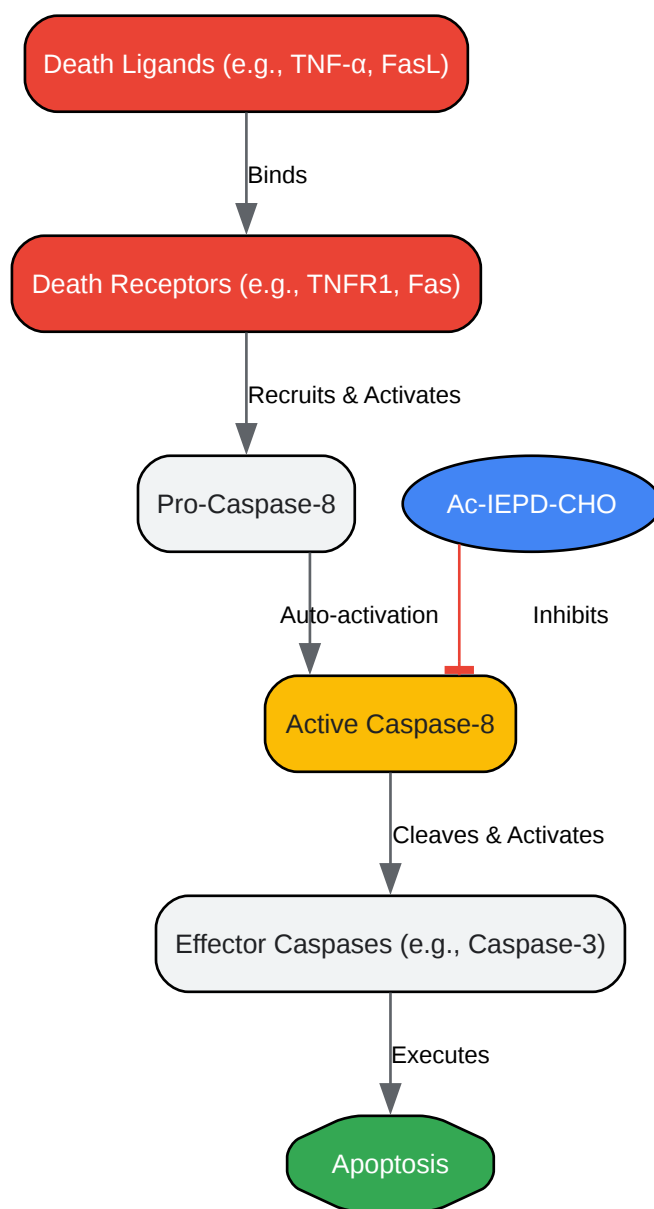 Death Ligands (e.g., TNF-α, FasL)
Binds
Death Receptors (e.g., TNFR1, Fas)
Recruits & Activates
Pro-Caspase-8
Ac-IEPD-CHO
Auto-activation
Inhibits
Active Caspase-8
Cleaves & Activates
Effector Caspases (e.g., Caspase-3)
Executes
Apoptosis